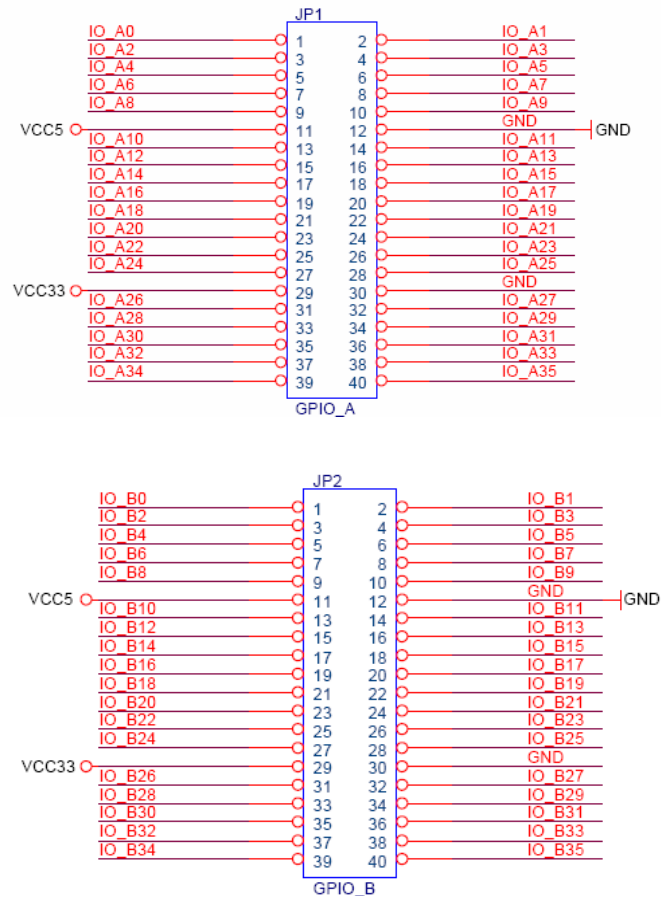 JP1
IO_A0 1 2 IO_A1
IO_A2 3 4 IO_A3
IO_A4 5 6 IO_A5
IO_A6 7 8 IO_A7
IO_A8 9 10 IO_A9
VCC5 11 12 GND GND
IO_A10 13 14 IO_A11
IO_A12 15 16 IO_A13
IO_A14 17 18 IO_A15
IO_A16 19 20 IO_A17
IO_A18 21 22 IO_A19
IO_A20 23 24 IO_A21
IO_A22 25 26 IO_A23
IO_A24 27 28 IO_A25
VCC33 29 30 GND
IO_A26 31 32 IO_A27
IO_A28 33 34 IO_A29
IO_A30 35 36 IO_A31
IO_A32 37 38 IO_A33
IO_A34 39 40 IO_A35
GPIO_A
JP2
IO_B0 1 2 IO_B1
IO_B2 3 4 IO_B3
IO_B4 5 6 IO_B5
IO_B6 7 8 IO_B7
IO_B8 9 10 IO_B9
VCC5 11 12 GND GND
IO_B10 13 14 IO_B11
IO_B12 15 16 IO_B13
IO_B14 17 18 IO_B15
IO_B16 19 20 IO_B17
IO_B18 21 22 IO_B19
IO_B20 23 24 IO_B21
IO_B22 25 26 IO_B23
IO_B24 27 28 IO_B25
VCC33 29 30 GND
IO_B26 31 32 IO_B27
IO_B28 33 34 IO_B29
IO_B30 35 36 IO_B31
IO_B32 37 38 IO_B33
IO_B34 39 40 IO_B35
GPIO_B